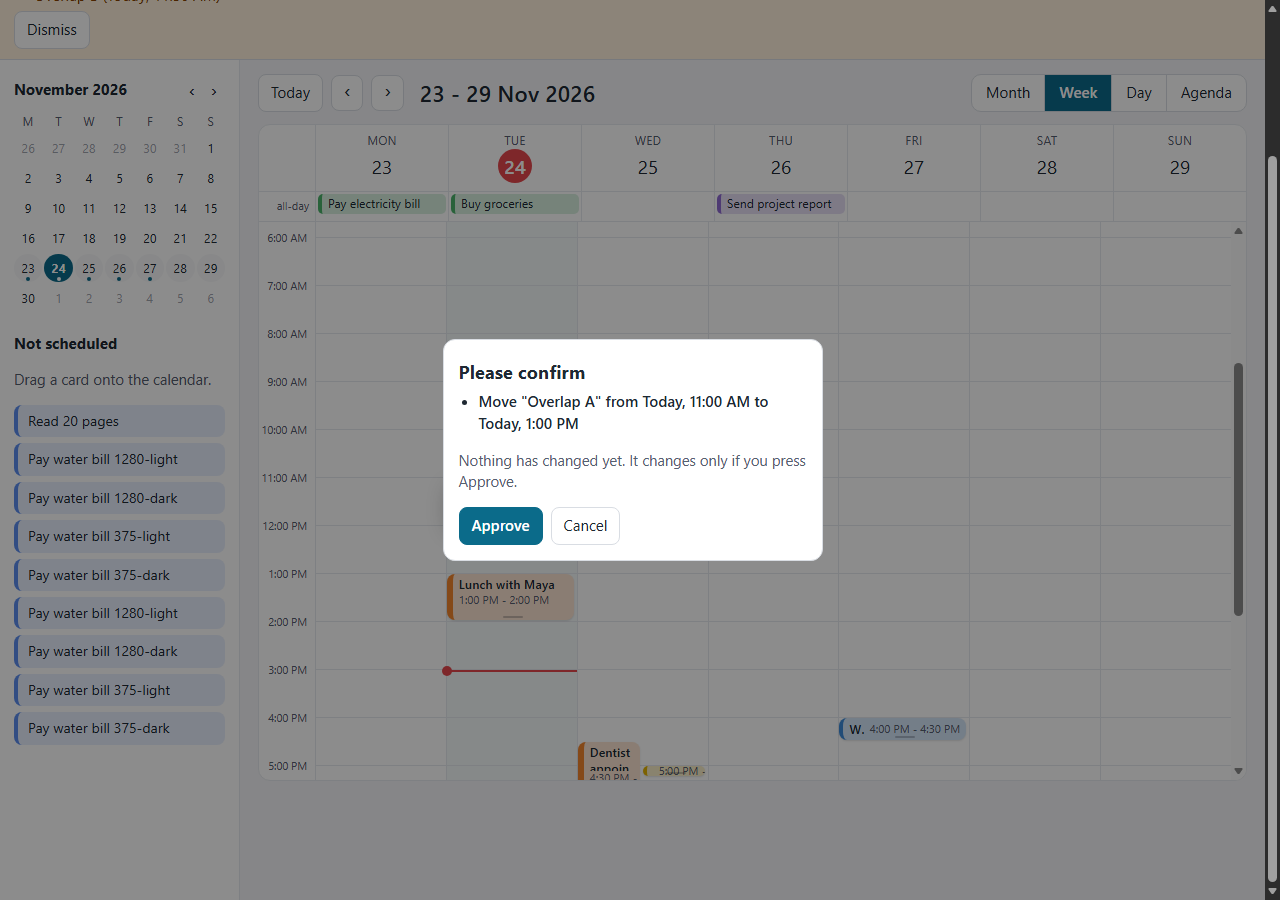 Dismiss
November 2026
‹ ›
M T W T F S S
26 27 28 29 30 31 1
2 3 4 5 6 7 8
9 10 11 12 13 14 15
16 17 18 19 20 21 22
23 24 25 26 27 28 29
30 1 2 3 4 5 6
Not scheduled
Drag a card onto the calendar.
Read 20 pages
Pay water bill 1280-light
Pay water bill 1280-dark
Pay water bill 375-light
Pay water bill 375-dark
Pay water bill 1280-light
Pay water bill 1280-dark
Pay water bill 375-light
Pay water bill 375-dark
Today ‹ › 23 - 29 Nov 2026
Month Week Day Agenda
MON TUE WED THU FRI SAT SUN
23 24 25 26 27 28 29
all-day Pay electricity bill Buy groceries Send project report
6:00 AM
7:00 AM
8:00 AM
9:00 AM
10:00 AM
11:00 AM
12:00 PM
1:00 PM
2:00 PM
3:00 PM
4:00 PM
5:00 PM
Please confirm
• Move "Overlap A" from Today, 11:00 AM to
Today, 1:00 PM
Nothing has changed yet. It changes only if you press
Approve.
Approve Cancel
Lunch with Maya
1:00 PM - 2:00 PM
W. 4:00 PM - 4:30 PM
Dentist
appoin
4:30 PM -
5:00 PM -